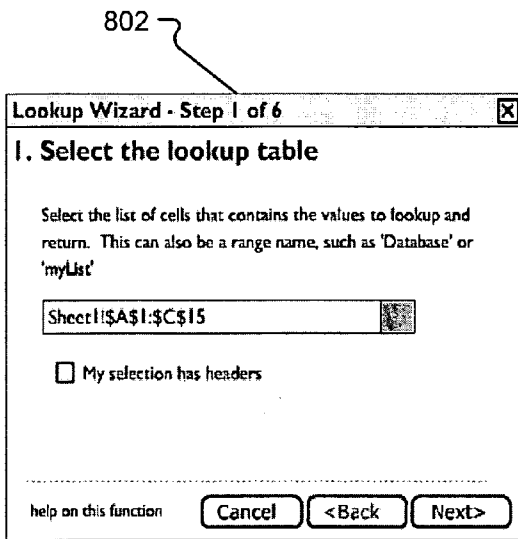 802
Lookup Wizard - Step 1 of 6
1. Select the lookup table
Select the list of cells that contains the values to lookup and
return. This can also be a range name, such as 'Database' or
'myList'
Sheet1!$A$1:$C$15
My selection has headers
help on this function Cancel <Back Next>